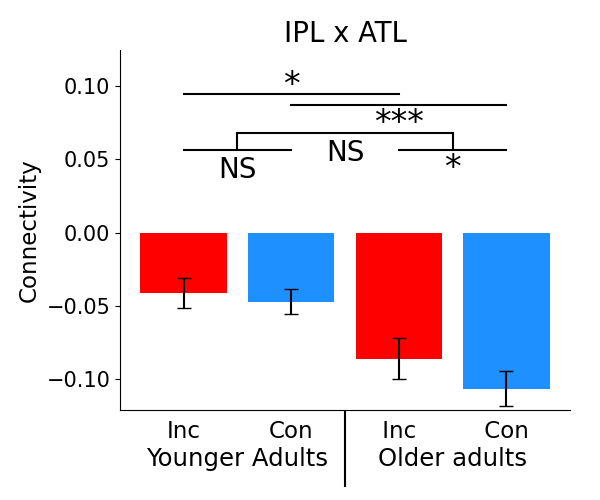 IPL x ATL
Connectivity
0.10
0.05
0.00
−0.05
−0.10
*
***
NS
NS
*
Inc Con Inc Con
Younger Adults Older adults